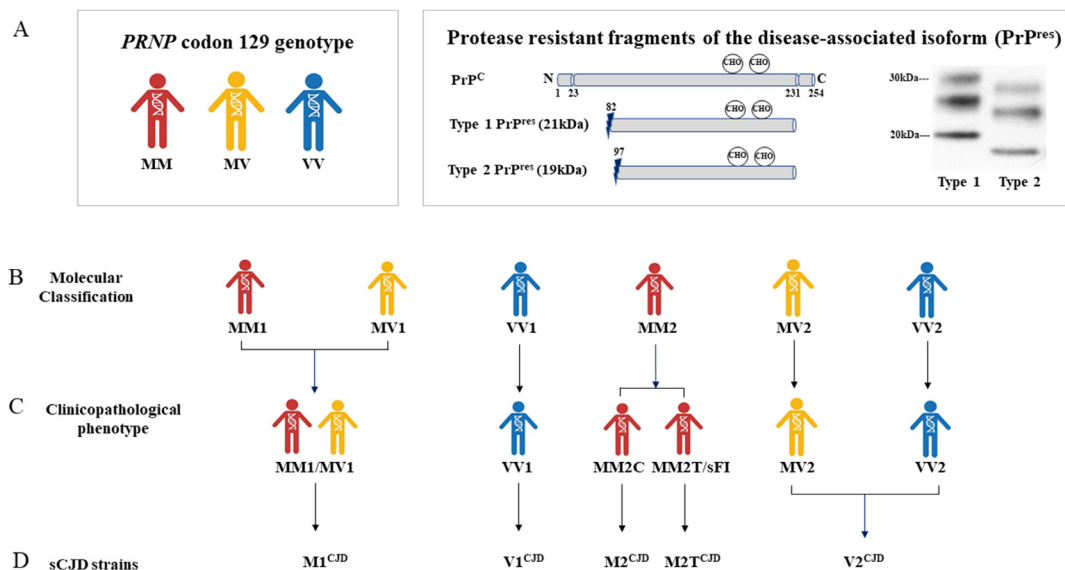 A
PRNP codon 129 genotype
MM MV VV
Protease resistant fragments of the disease-associated isoform (PrPres)
PrPC N CHO CHO C
1 23 231 254
82
Type 1 PrPres (21kDa) CHO CHO
97
Type 2 PrPres (19kDa) CHO CHO
30kDa---
20kDa---
Type 1 Type 2
B Molecular
Classification
MM1 MV1 VV1 MM2 MV2 VV2
C Clinicopathological
phenotype
MM1/MV1 VV1 MM2C MM2T/sFI MV2 VV2
D sCJD strains M1CJD V1CJD M2CJD M2TCJD V2CJD